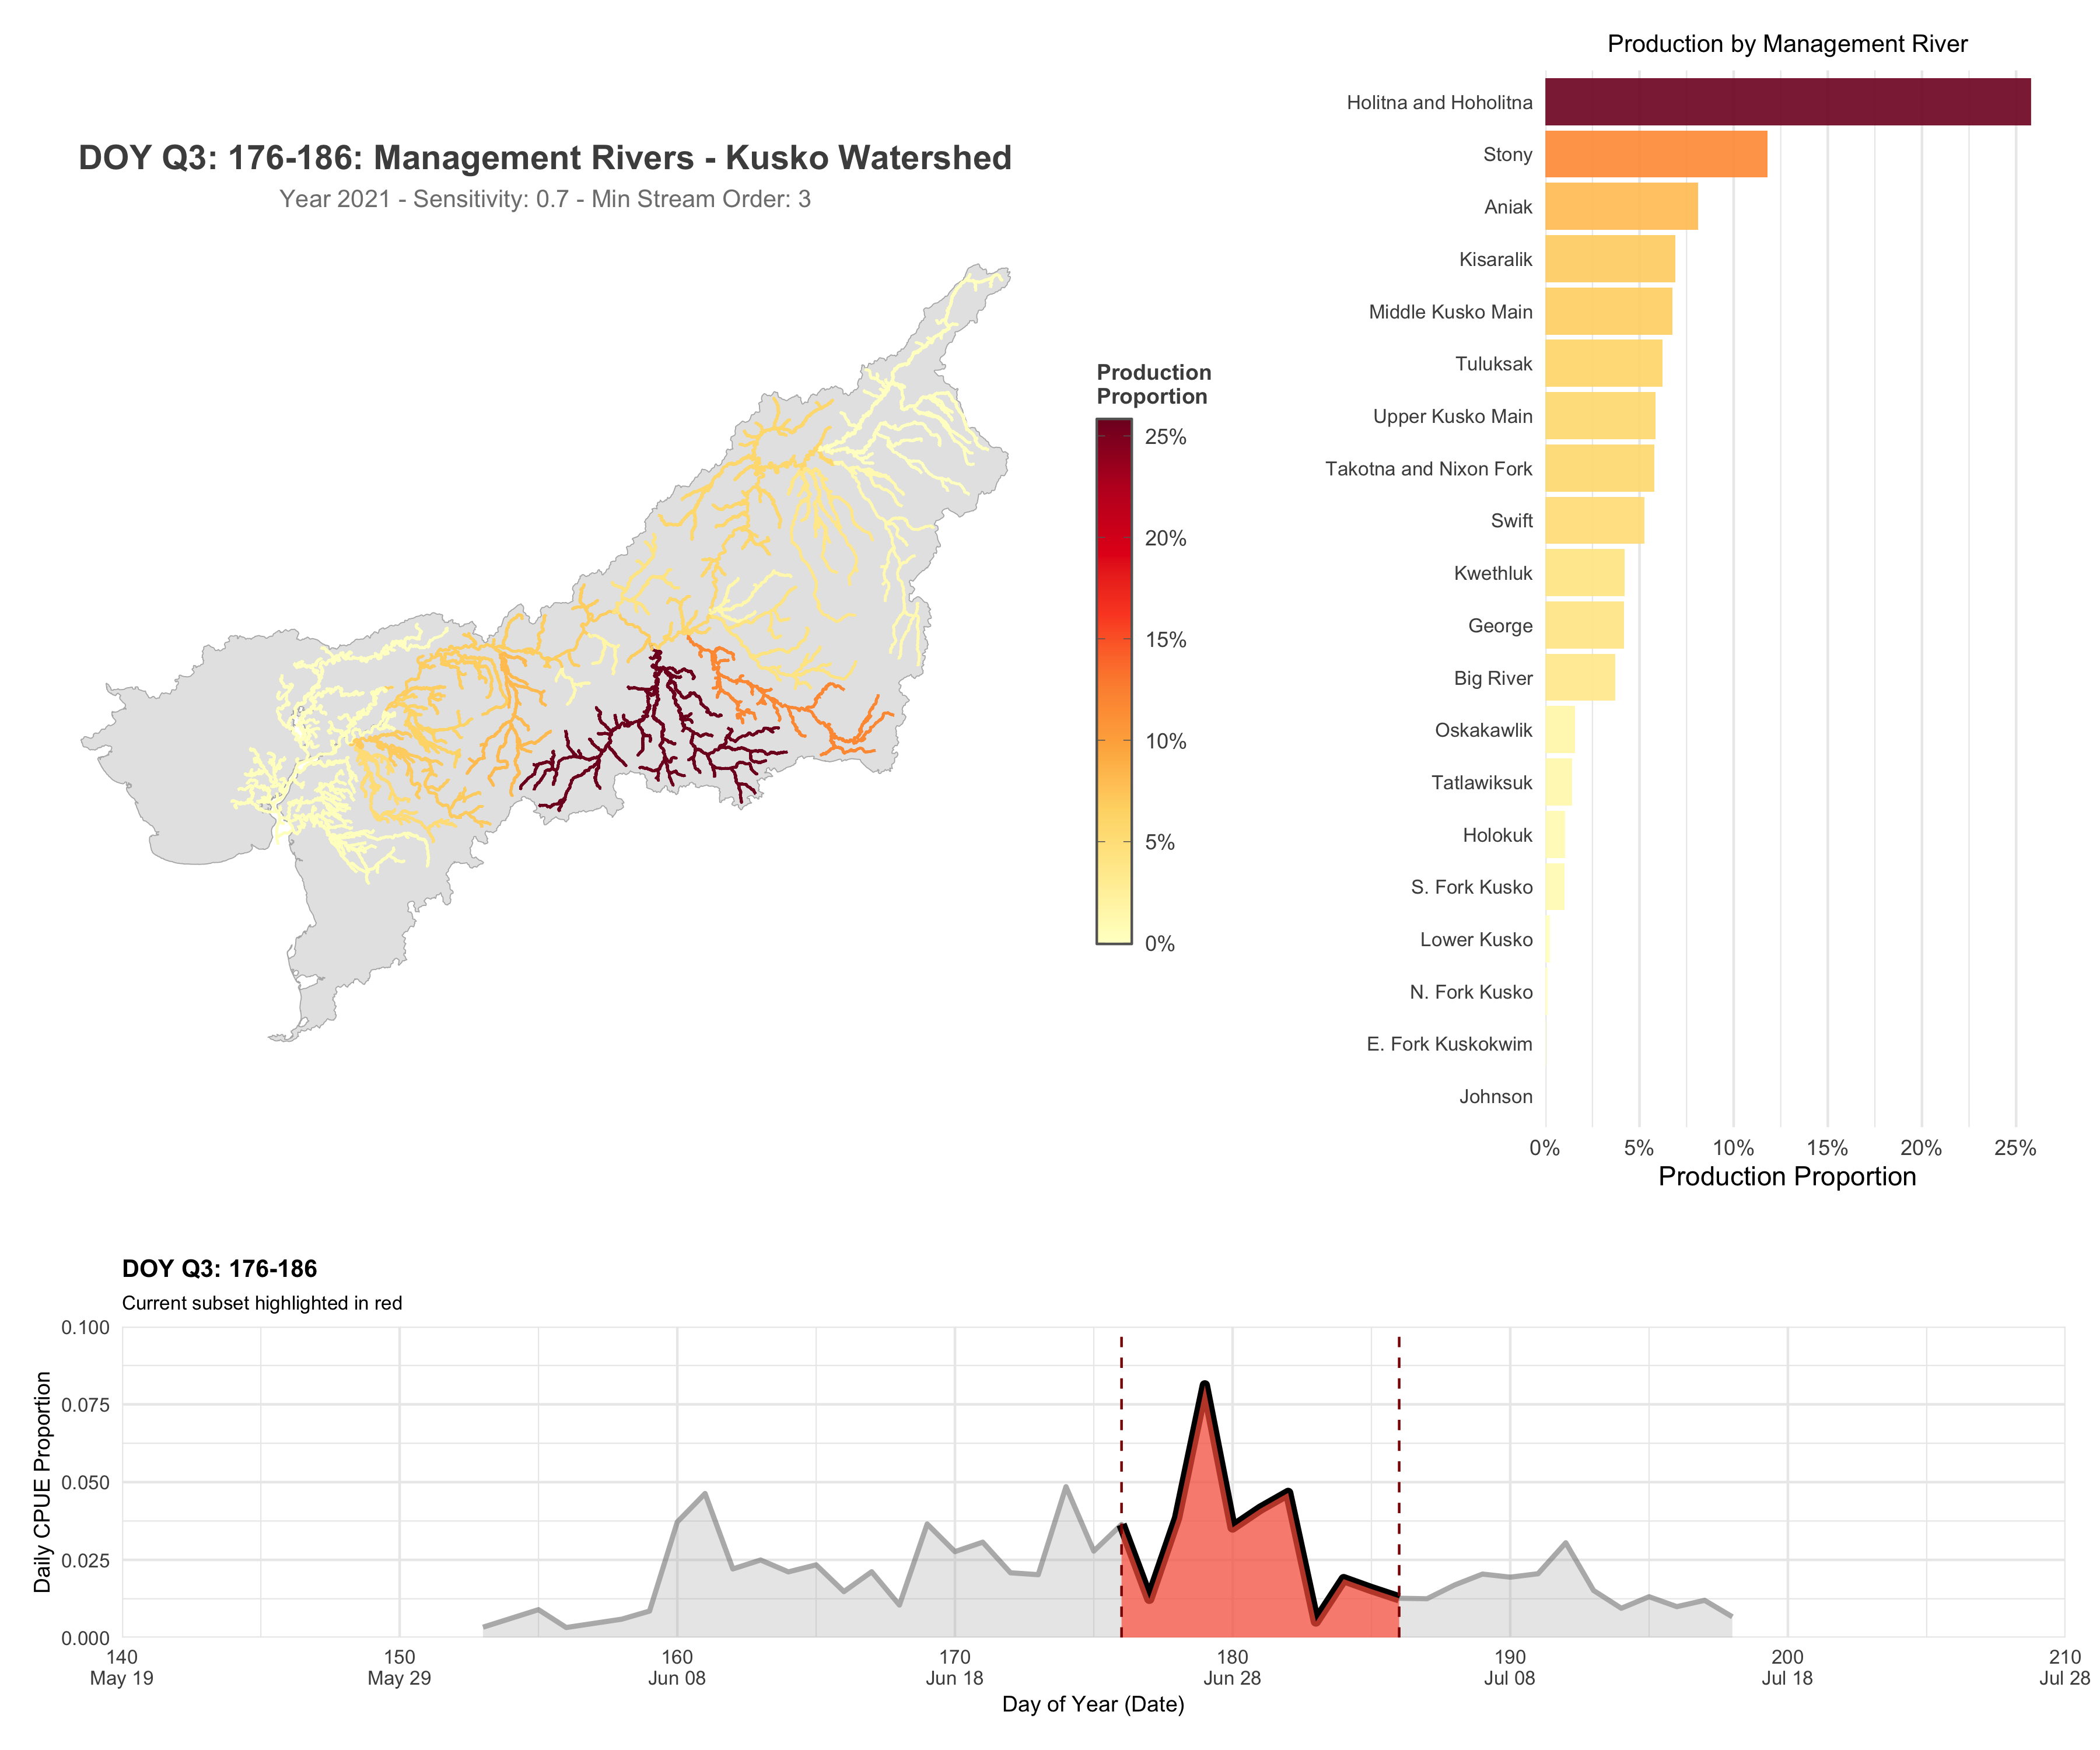 DOY Q3: 176-186: Management Rivers - Kusko Watershed
Year 2021 - Sensitivity: 0.7 - Min Stream Order: 3
Production
Proportion
25%
20%
15%
10%
5%
0%
Production by Management River
Holitna and Hoholitna
Stony
Aniak
Kisaralik
Middle Kusko Main
Tuluksak
Upper Kusko Main
Takotna and Nixon Fork
Swift
Kwethluk
George
Big River
Oskakawlik
Tatlawiksuk
Holokuk
S. Fork Kusko
Lower Kusko
N. Fork Kusko
E. Fork Kuskokwim
Johnson
0% 5% 10% 15% 20% 25%
Production Proportion
DOY Q3: 176-186
Current subset highlighted in red
Daily CPUE Proportion
0.100
0.075
0.050
0.025
0.000
140 150 160 170 180 190 200 210
May 19 May 29 Jun 08 Jun 18 Jun 28 Jul 08 Jul 18 Jul 28
Day of Year (Date)